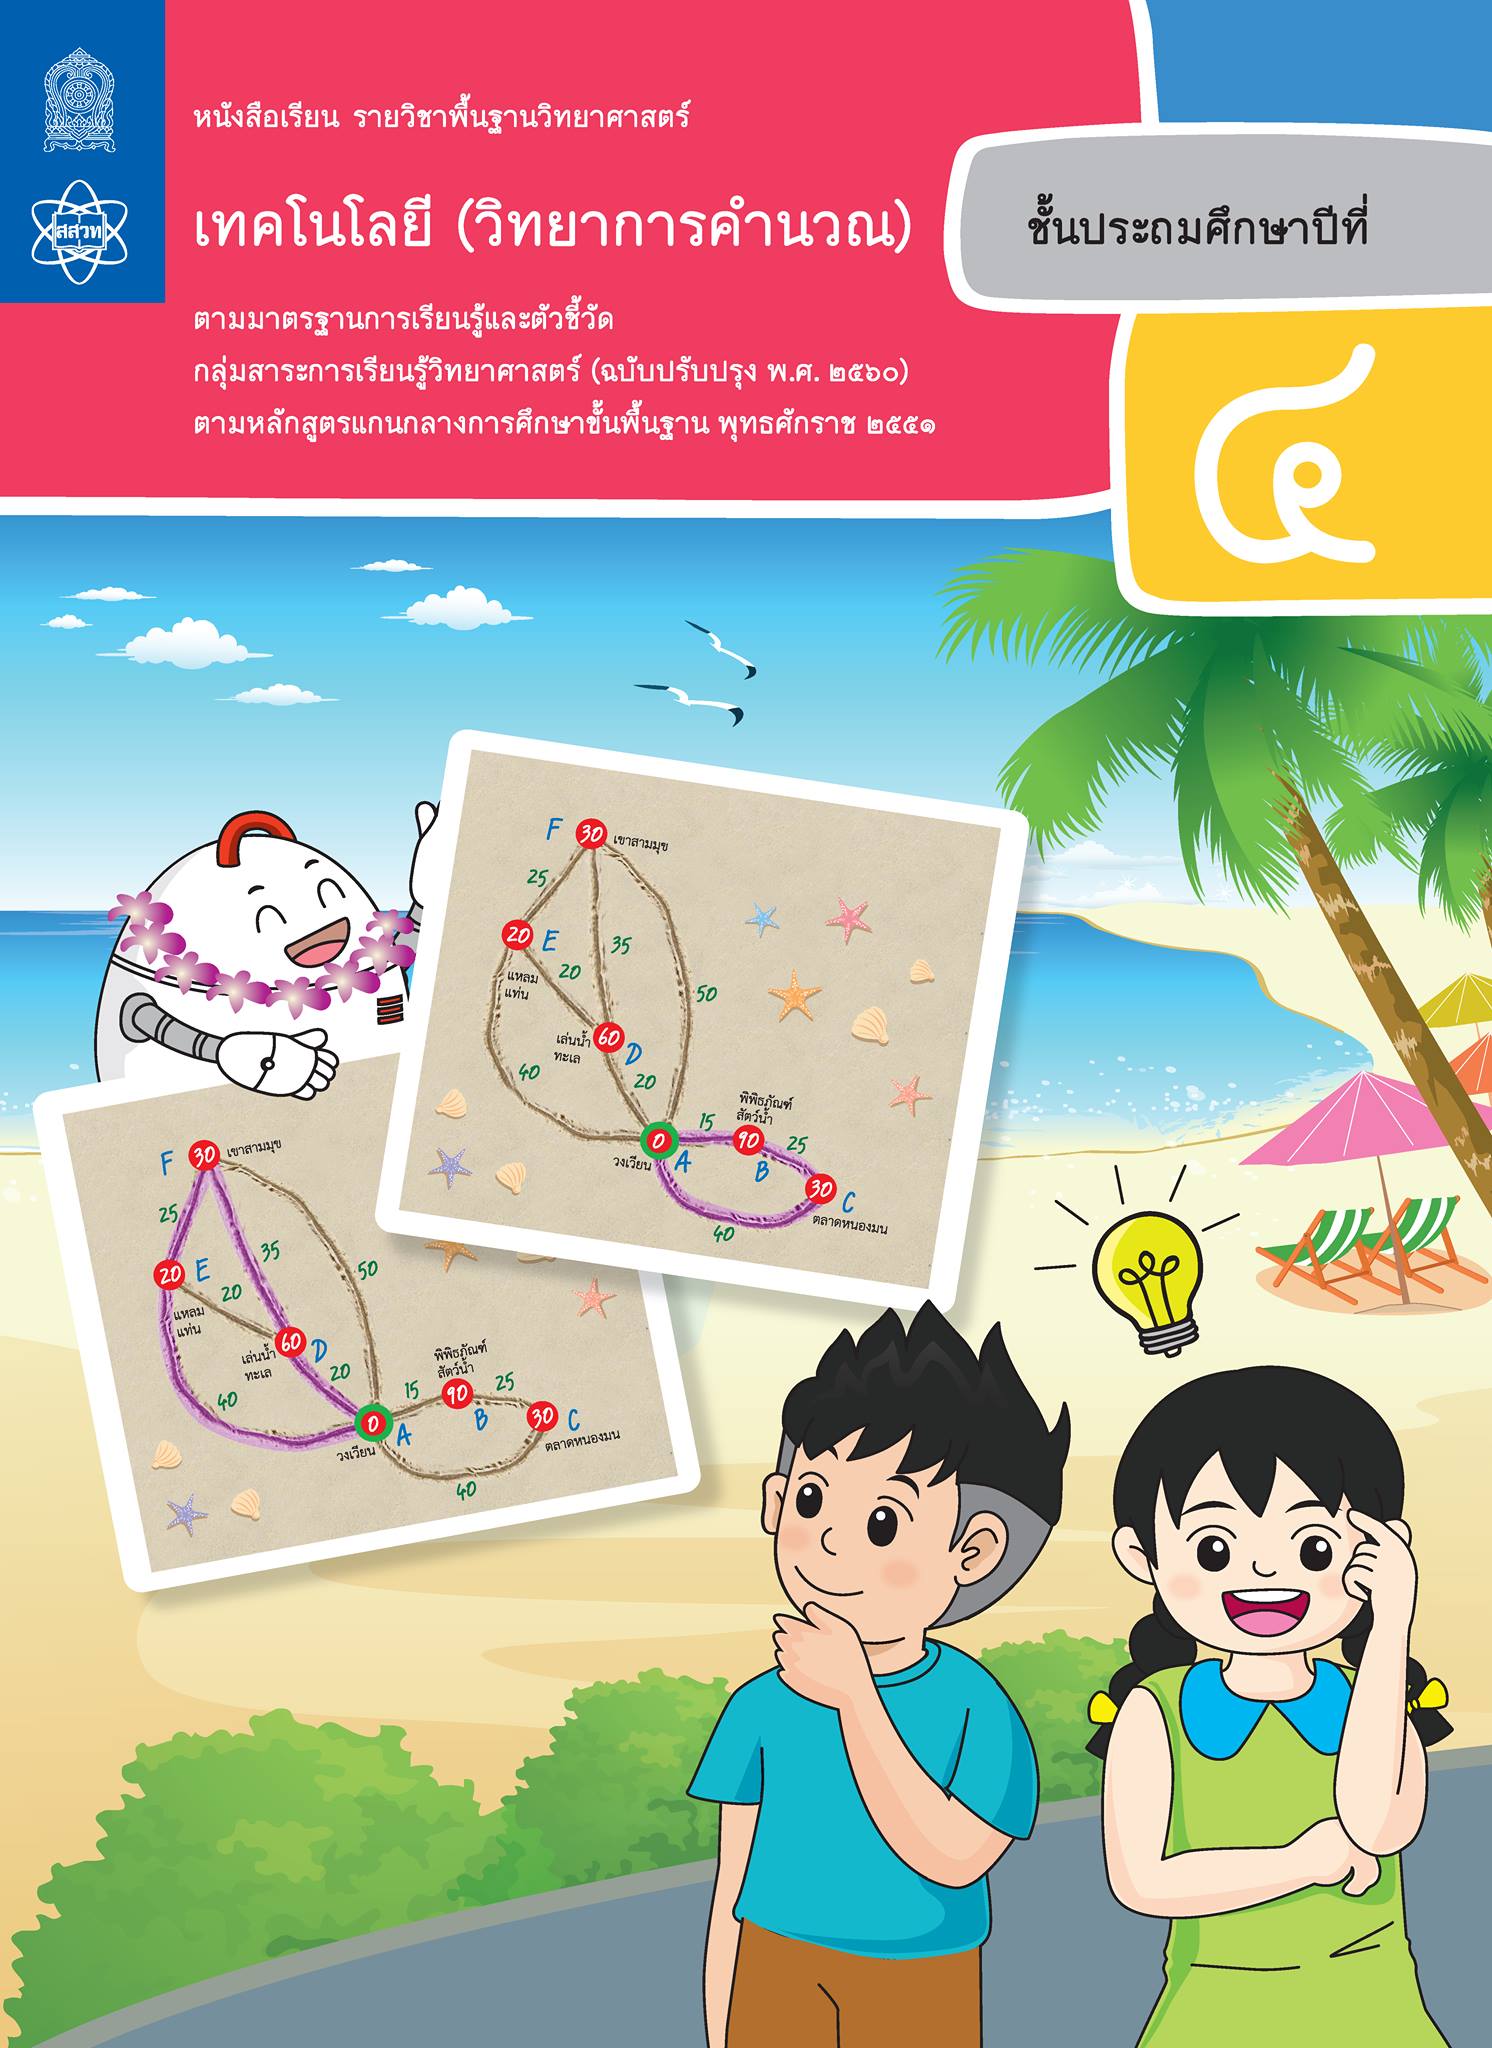 สสวท
หนังสือเรียน รายวิชาพื้นฐานวิทยาศาสตร์
เทคโนโลยี (วิทยาการคำนวณ)
ชั้นประถมศึกษาปีที่
๔
ตามมาตรฐานการเรียนรู้และตัวชี้วัด
กลุ่มสาระการเรียนรู้วิทยาศาสตร์ (ฉบับปรับปรุง พ.ศ. ๒๕๖๐)
ตามหลักสูตรแกนกลางการศึกษาขั้นพื้นฐาน พุทธศักราช ๒๕๕๑
F 30 เขาสามมุข
25
20 E
35
20
แหลม
แท่น
50
เล่นน้ำ
ทะเล
60 D
40
20
พิพิธภัณฑ์
สัตว์น้ำ
15
90
25
0
A
วงเวียน
B
30 C
ตลาดหนองมน
40
F 30 เขาสามมุข
25
35
20 E
20
50
แหลม
แท่น
60 D
เล่นน้ำ
ทะเล
20
พิพิธภัณฑ์
สัตว์น้ำ
40
15
90
25
0
A
วงเวียน
B
30 C
ตลาดหนองมน
40